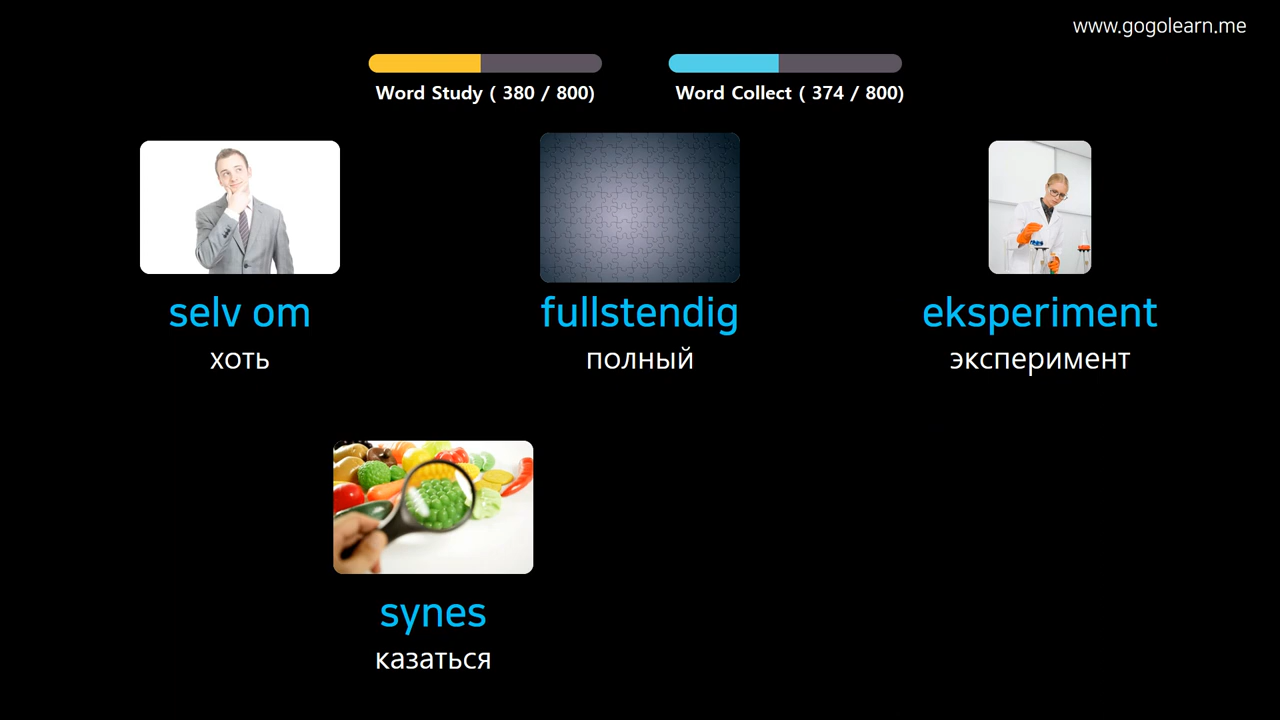 www.gogolearn.me
Word Study ( 380 / 800)
Word Collect ( 374 / 800)
selv om
хоть
fullstendig
полный
eksperiment
эксперимент
synes
казаться